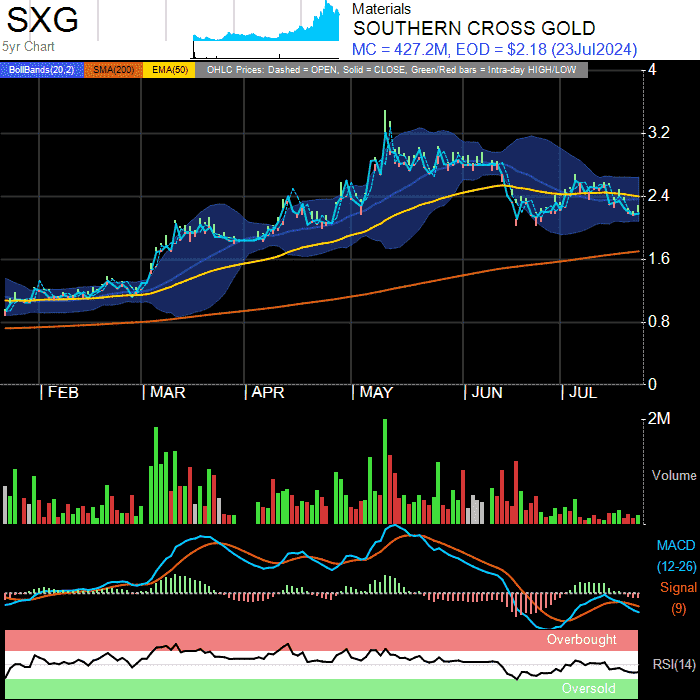 SXG
5yr Chart
Materials
SOUTHERN CROSS GOLD
MC = 427.2M, EOD = $2.18 (23Jul2024)
BollBands(20,2) SMA(200) EMA(50) OHLC Prices: Dashed = OPEN, Solid = CLOSE, Green/Red bars = Intra-day HIGH/LOW
4
3.2
2.4
1.6
0.8
0
FEB MAR APR MAY JUN JUL
2M
Volume
MACD
(12-26)
Signal
(9)
Overbought
RSI(14)
Oversold